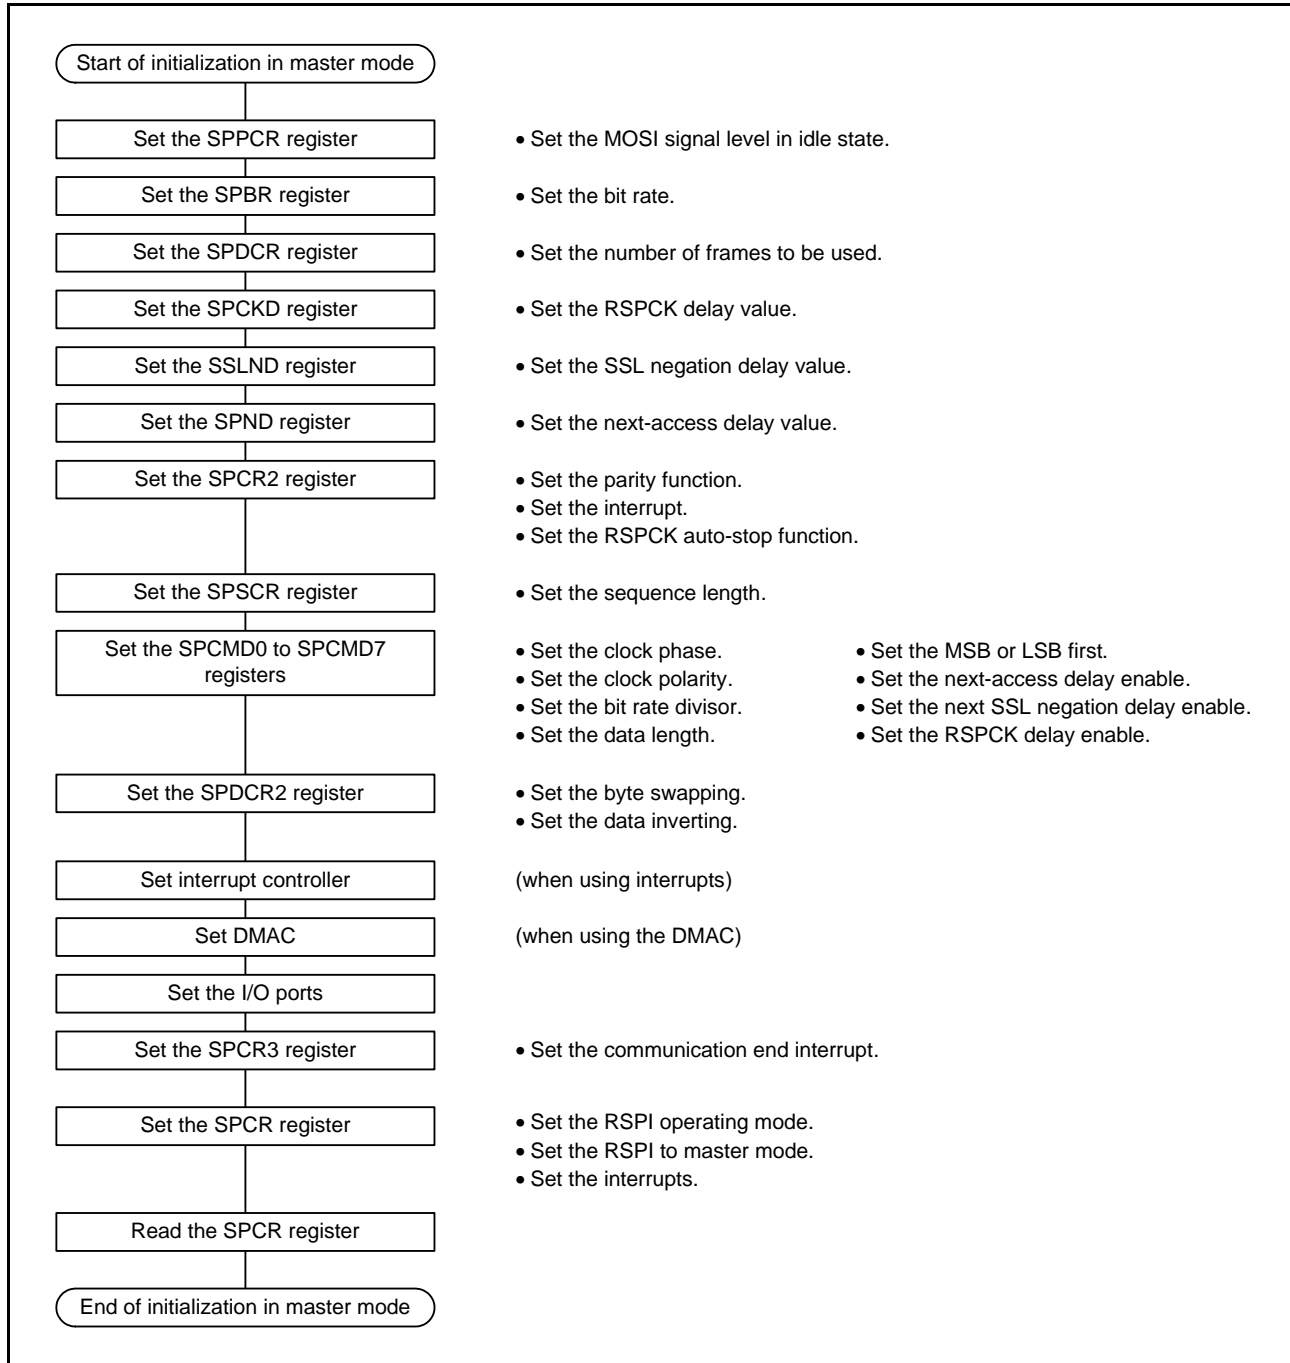 Start of initialization in master mode
Set the SPPCR register
• Set the MOSI signal level in idle state.
Set the SPBR register
• Set the bit rate.
Set the SPDCR register
• Set the number of frames to be used.
Set the SPCKD register
• Set the RSPCK delay value.
Set the SSLND register
• Set the SSL negation delay value.
Set the SPND register
• Set the next-access delay value.
Set the SPCR2 register
• Set the parity function.
• Set the interrupt.
• Set the RSPCK auto-stop function.
Set the SPSCR register
• Set the sequence length.
Set the SPCMD0 to SPCMD7
registers
• Set the clock phase.
• Set the clock polarity.
• Set the bit rate divisor.
• Set the data length.
• Set the MSB or LSB first.
• Set the next-access delay enable.
• Set the next SSL negation delay enable.
• Set the RSPCK delay enable.
Set the SPDCR2 register
• Set the byte swapping.
• Set the data inverting.
Set interrupt controller
(when using interrupts)
Set DMAC
(when using the DMAC)
Set the I/O ports
Set the SPCR3 register
• Set the communication end interrupt.
Set the SPCR register
• Set the RSPI operating mode.
• Set the RSPI to master mode.
• Set the interrupts.
Read the SPCR register
End of initialization in master mode